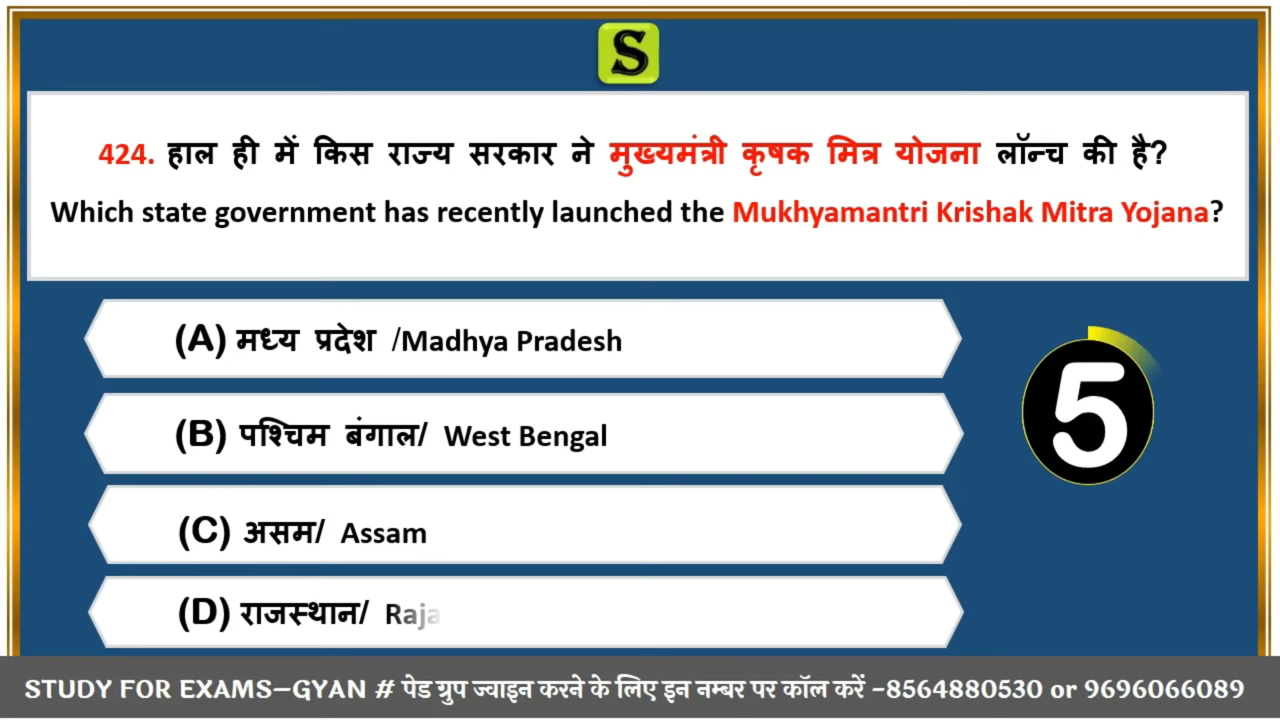 S
424. हाल ही में किस राज्य सरकार ने मुख्यमंत्री कृषक मित्र योजना लॉन्च की है?
Which state government has recently launched the Mukhyamantri Krishak Mitra Yojana?
(A) मध्य प्रदेश /Madhya Pradesh
(B) पश्चिम बंगाल/ West Bengal
5
(C) असम/ Assam
(D) राजस्थान/ Raja
STUDY FOR EXAMS–GYAN # पेड ग्रुप ज्वाइन करने के लिए इन नम्बर पर कॉल करें -8564880530 or 9696066089